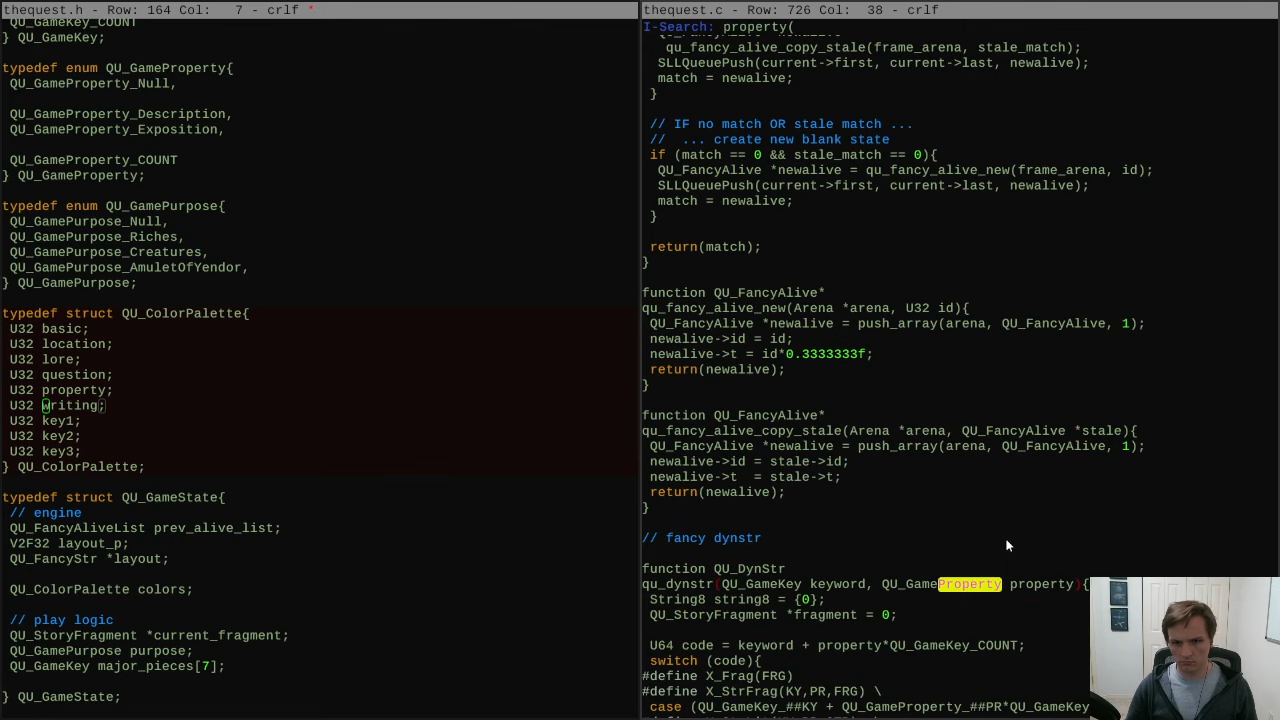 thequest.h - Row: 164 Col:   7 - crlf *
 QU_GameKey_COUNT
} QU_GameKey;
typedef enum QU_GameProperty{
 QU_GameProperty_Null,
 QU_GameProperty_Description,
 QU_GameProperty_Exposition,
 QU_GameProperty_COUNT
} QU_GameProperty;
typedef enum QU_GamePurpose{
 QU_GamePurpose_Null,
 QU_GamePurpose_Riches,
 QU_GamePurpose_Creatures,
 QU_GamePurpose_AmuletOfYendor,
} QU_GamePurpose;
typedef struct QU_ColorPalette{
 U32 basic;
 U32 location;
 U32 lore;
 U32 question;
 U32 property;
 U32 writing;
 U32 key1;
 U32 key2;
 U32 key3;
} QU_ColorPalette;
typedef struct QU_GameState{
 // engine
 QU_FancyAliveList prev_alive_list;
 V2F32 layout_p;
 QU_FancyStr *layout;
 QU_ColorPalette colors;
 // play logic
 QU_StoryFragment *current_fragment;
 QU_GamePurpose purpose;
 QU_GameKey major_pieces[7];
} QU_GameState;
thequest.c - Row: 726 Col:  38 - crlf
I-Search: property(
   qu_fancy_alive_copy_stale(frame_arena, stale_match);
  SLLQueuePush(current->first, current->last, newalive);
  match = newalive;
 }
 // IF no match OR stale match ...
 //  ... create new blank state
 if (match == 0 && stale_match == 0){
  QU_FancyAlive *newalive = qu_fancy_alive_new(frame_arena, id);
  SLLQueuePush(current->first, current->last, newalive);
  match = newalive;
 }
 return(match);
}
function QU_FancyAlive*
qu_fancy_alive_new(Arena *arena, U32 id){
 QU_FancyAlive *newalive = push_array(arena, QU_FancyAlive, 1);
 newalive->id = id;
 newalive->t = id*0.3333333f;
 return(newalive);
}
function QU_FancyAlive*
qu_fancy_alive_copy_stale(Arena *arena, QU_FancyAlive *stale){
 QU_FancyAlive *newalive = push_array(arena, QU_FancyAlive, 1);
 newalive->id = stale->id;
 newalive->t  = stale->t;
 return(newalive);
}
// fancy dynstr
function QU_DynStr
qu_dynstr(QU_GameKey keyword, QU_GameProperty property){
 String8 string8 = {0};
 QU_StoryFragment *fragment = 0;
 U64 code = keyword + property*QU_GameKey_COUNT;
 switch (code){
#define X_Frag(FRG)
#define X_StrFrag(KY,PR,FRG) \
 case (QU_GameKey_##KY + QU_GameProperty_##PR*QU_GameKey